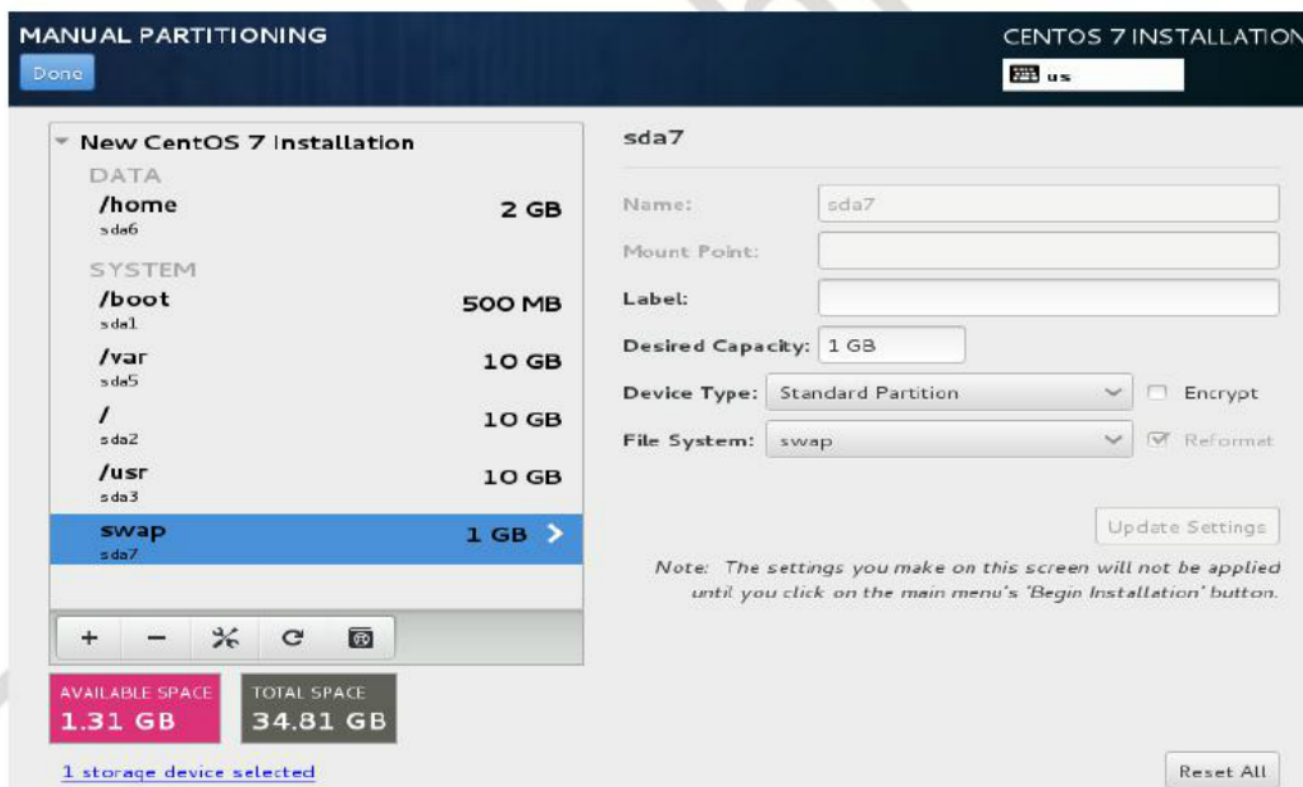 MANUAL PARTITIONING
CENTOS 7 INSTALLATION
Done
us
New CentOS 7 Installation
DATA
/home 2 GB
sda6
SYSTEM
/boot 500 MB
sda1
/var 10 GB
sda5
/ 10 GB
sda2
/usr 10 GB
sda3
swap 1 GB
sda7
AVAILABLE SPACE
1.31 GB
TOTAL SPACE
34.81 GB
1 storage device selected
sda7
Name: sda7
Mount Point:
Label:
Desired Capacity: 1 GB
Device Type: Standard Partition Encrypt
File System: swap Reformat
Update Settings
Note: The settings you make on this screen will not be applied
until you click on the main menu's 'Begin Installation' button.
Reset All